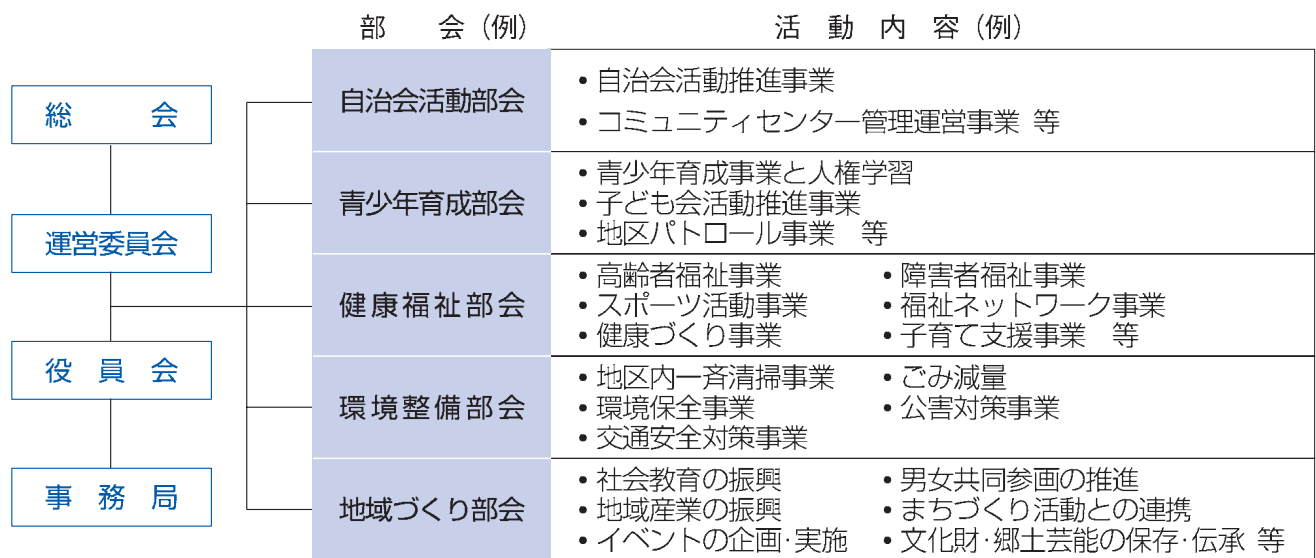 部　会（例）
活　動　内　容（例）
総　会
運営委員会
役　員　会
事　務　局
自治会活動部会
• 自治会活動推進事業
• コミュニティセンター管理運営事業 等
青少年育成部会
• 青少年育成事業と人権学習
• 子ども会活動推進事業
• 地区パトロール事業　等
健康福祉部会
• 高齢者福祉事業
• スポーツ活動事業
• 健康づくり事業
• 障害者福祉事業
• 福祉ネットワーク事業
• 子育て支援事業　等
環境整備部会
• 地区内一斉清掃事業
• 環境保全事業
• 交通安全対策事業
• ごみ減量
• 公害対策事業
地域づくり部会
• 社会教育の振興
• 地域産業の振興
• イベントの企画･実施
• 男女共同参画の推進
• まちづくり活動との連携
• 文化財･郷土芸能の保存･伝承 等